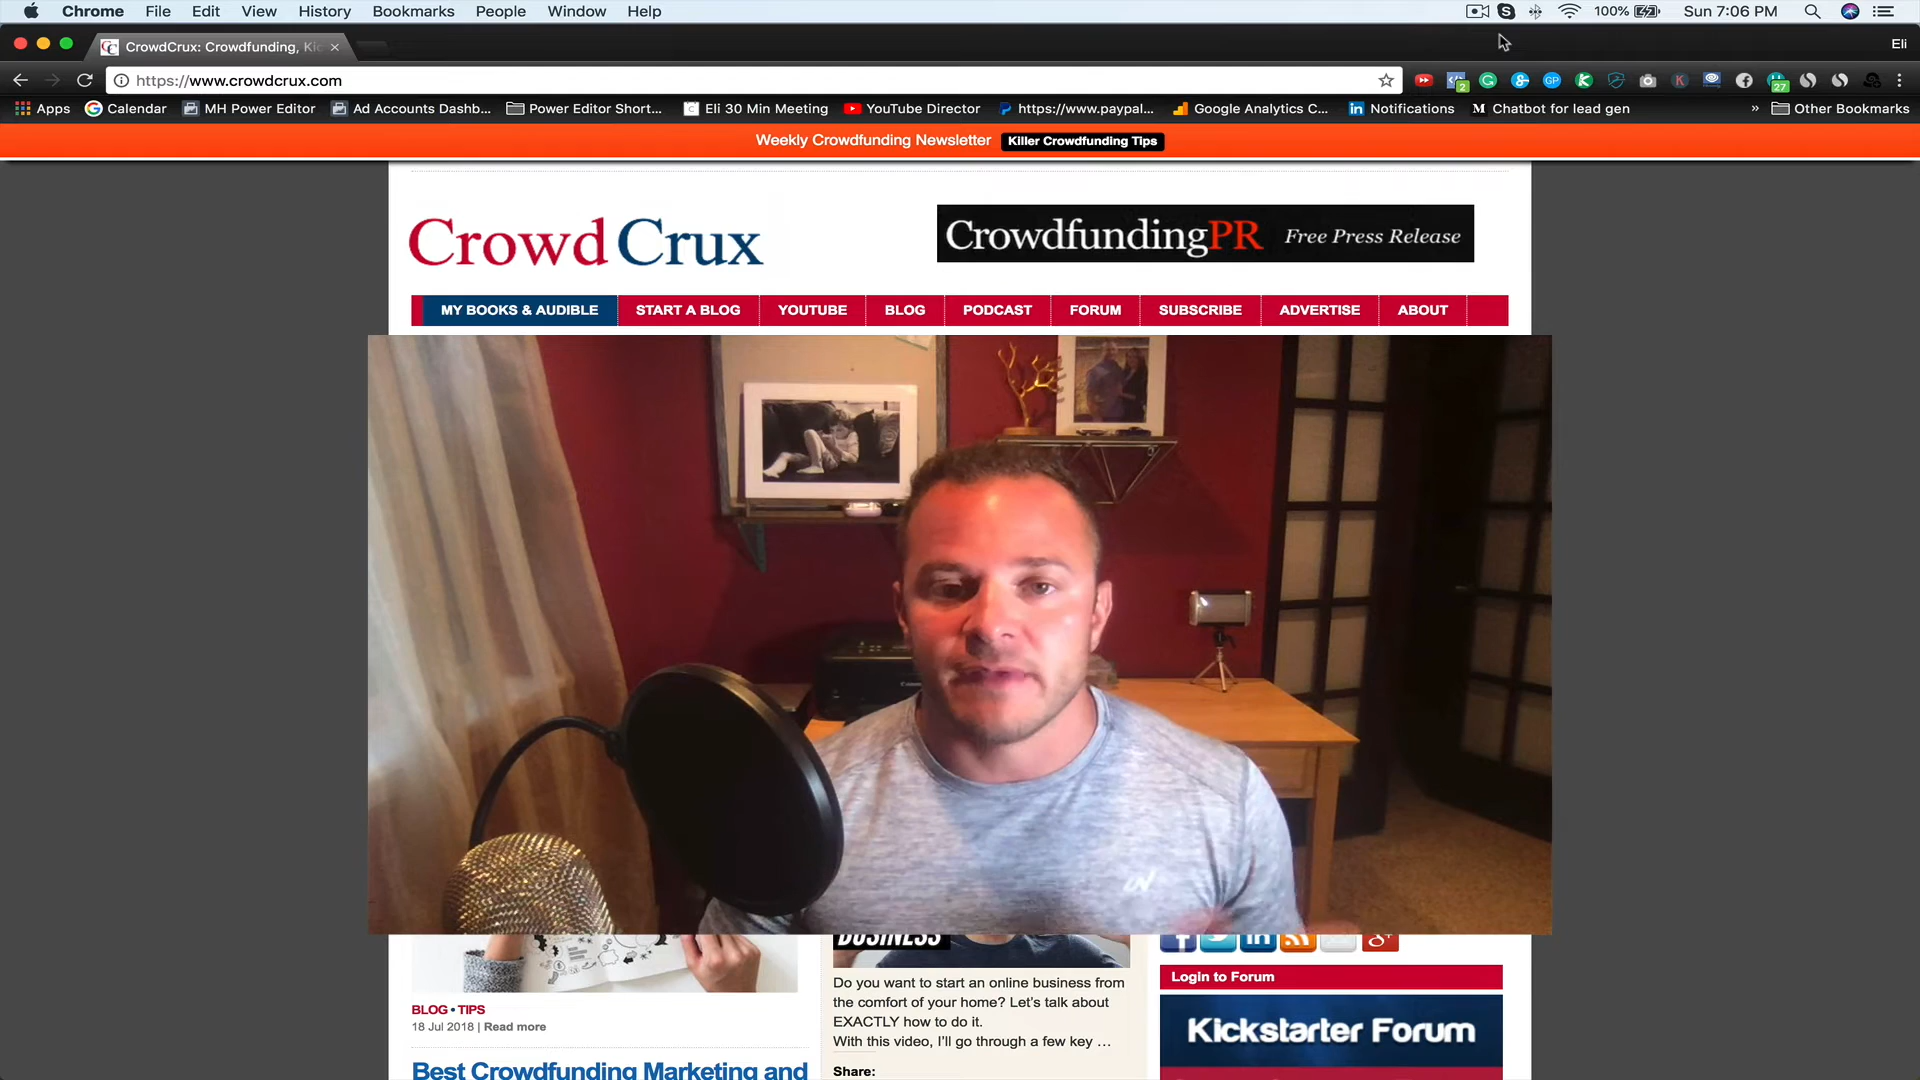 Chrome File Edit View History Bookmarks People Window Help 100% Sun 7:06 PM
CrowdCrux: Crowdfunding, Kic Eli
https://www.crowdcrux.com
Apps Calendar MH Power Editor Ad Accounts Dashb... Power Editor Short... Eli 30 Min Meeting YouTube Director https://www.paypal... Google Analytics C... Notifications Chatbot for lead gen » Other Bookmarks
Weekly Crowdfunding Newsletter Killer Crowdfunding Tips
CrowdCrux
CrowdfundingPR Free Press Release
MY BOOKS & AUDIBLE START A BLOG YOUTUBE BLOG PODCAST FORUM SUBSCRIBE ADVERTISE ABOUT
BUSINESS
BLOG • TIPS
18 Jul 2018 | Read more
Best Crowdfunding Marketing and
Do you want to start an online business from
the comfort of your home? Let's talk about
EXACTLY how to do it.
With this video, I'll go through a few key ...
Share:
Login to Forum
Kickstarter Forum